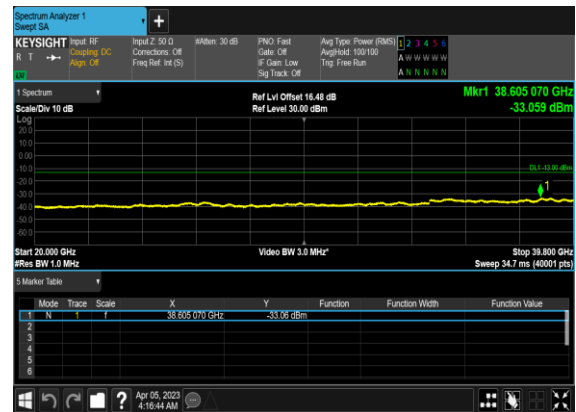 Spectrum Analyzer 1
Swept SA
+
KEYSIGHT
R T
LV
Input: RF
Coupling: DC
Align: Off
Input Z: 50 Ω
Corrections: Off
Freq Ref: Int (S)
#Atten: 30 dB
PNO: Fast
Gate: Off
IF Gain: Low
Sig Track: Off
Avg Type: Power (RMS)
Avg|Hold: 100/100
Trig: Free Run
1 2 3 4 5 6
A W W W W W
A N N N N N
1 Spectrum
Scale/Div 10 dB
Ref Lvl Offset 16.48 dB
Ref Level 30.00 dBm
Mkr1 38.605 070 GHz
-33.059 dBm
Log
20.0
10.0
0.00
-10.0
-20.0
-30.0
-40.0
-50.0
-60.0
DL1 -13.00 dBm
1
Start 20.000 GHz
#Res BW 1.0 MHz
Video BW 3.0 MHz*
Stop 39.800 GHz
Sweep 34.7 ms (40001 pts)
5 Marker Table
Mode Trace Scale X Y Function Function Width Function Value
1 N 1 f 38.605 070 GHz -33.06 dBm
2
3
4
5
6
?
Apr 05, 2023
4:16:44 AM